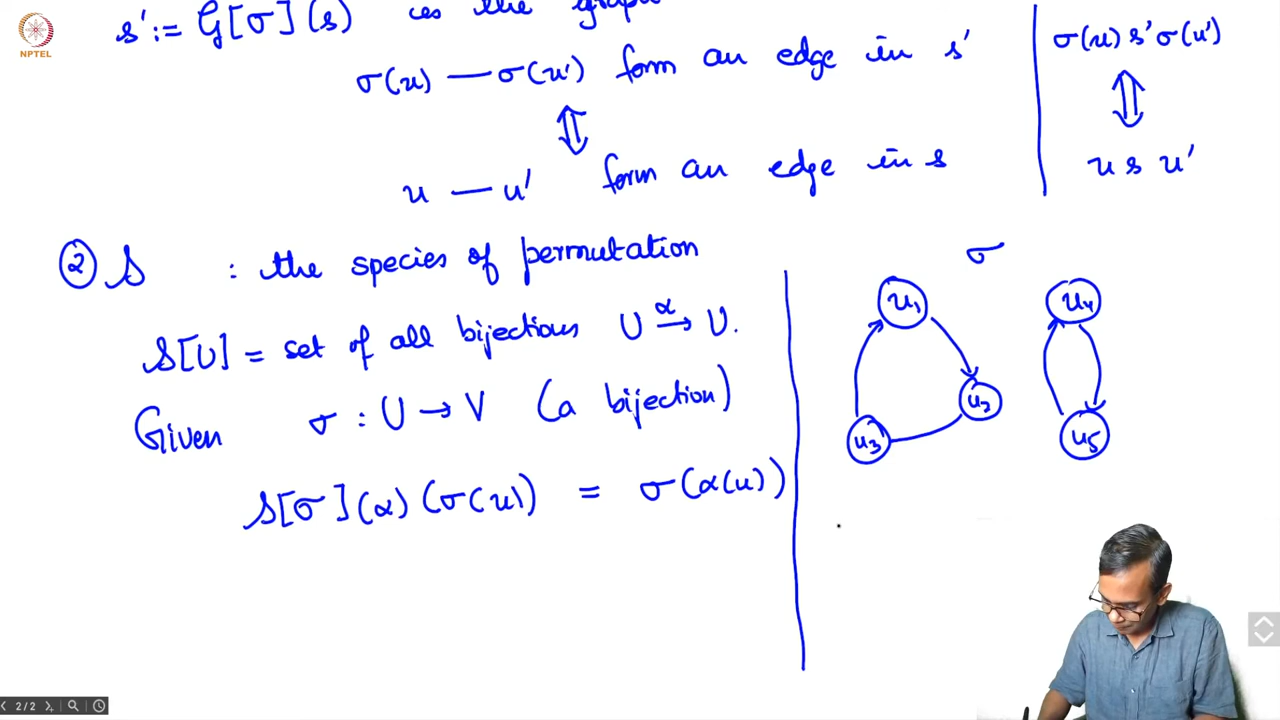 NPTEL
s' := G[σ](s) is the graph
σ(u) — σ(u') form an edge in s'
⇕
u — u' form an edge in s
σ(u) s' σ(u')
⇕
u s u'
② S : the species of permutation
S[U] = set of all bijections U →α U.
Given σ : U → V (a bijection)
S[σ](α)(σ(u)) = σ(α(u))
σ
u₁ u₄
u₂
u₃ u₅
2/2